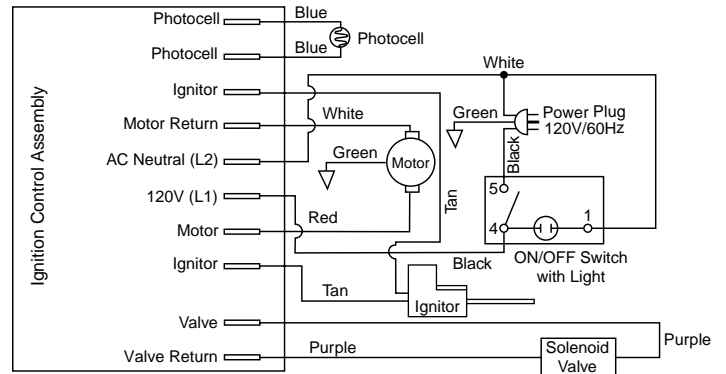 Ignition Control Assembly
Photocell
Blue
Photocell
Blue
Photocell
Ignitor
Motor Return
White
AC Neutral (L2)
Green
Motor
120V (L1)
Motor
Red
Ignitor
Tan
Tan
Ignitor
Valve
Valve Return
Purple
Solenoid
Valve
Purple
White
Green
Power Plug
120V/60Hz
Black
5
4
1
ON/OFF Switch
with Light
Black